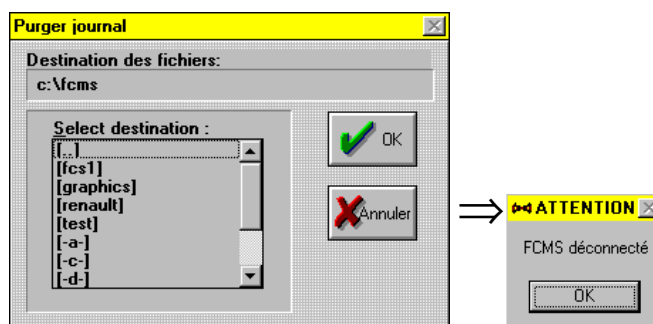 Purger journal
Destination des fichiers:
c:\fcms
Select destination :
[..]
[fcs1]
[graphics]
[renault]
[test]
[-a-]
[-c-]
[-d-]
OK
Annuler
ATTENTION
FCMS déconnecté
OK